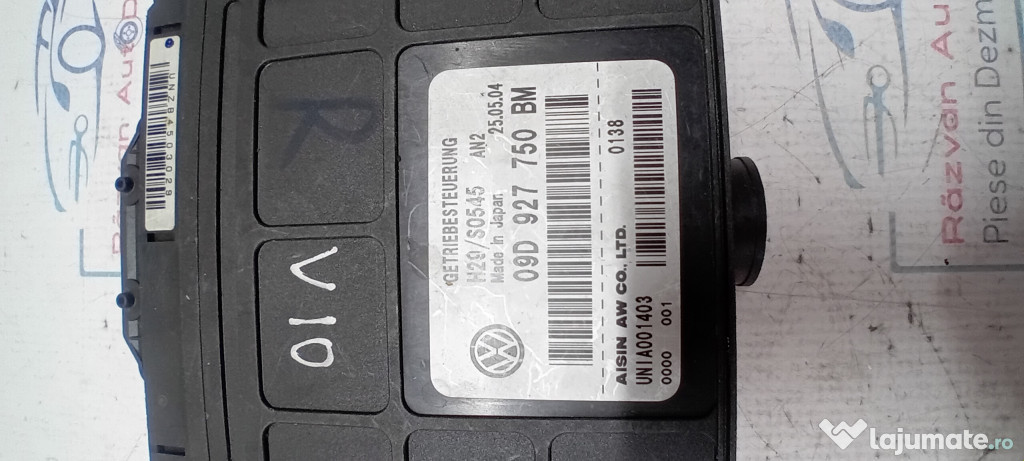 GETRIEBESTEUERUNG
H29/S0545 AN2
Made in Japan 25.05.04
09D 927 750 BM
AISIN AW CO. LTD. 0138
UN1A001403
0000 001
R
V10
Răzvan Auto
Piese din Dezm
lajumate.ro